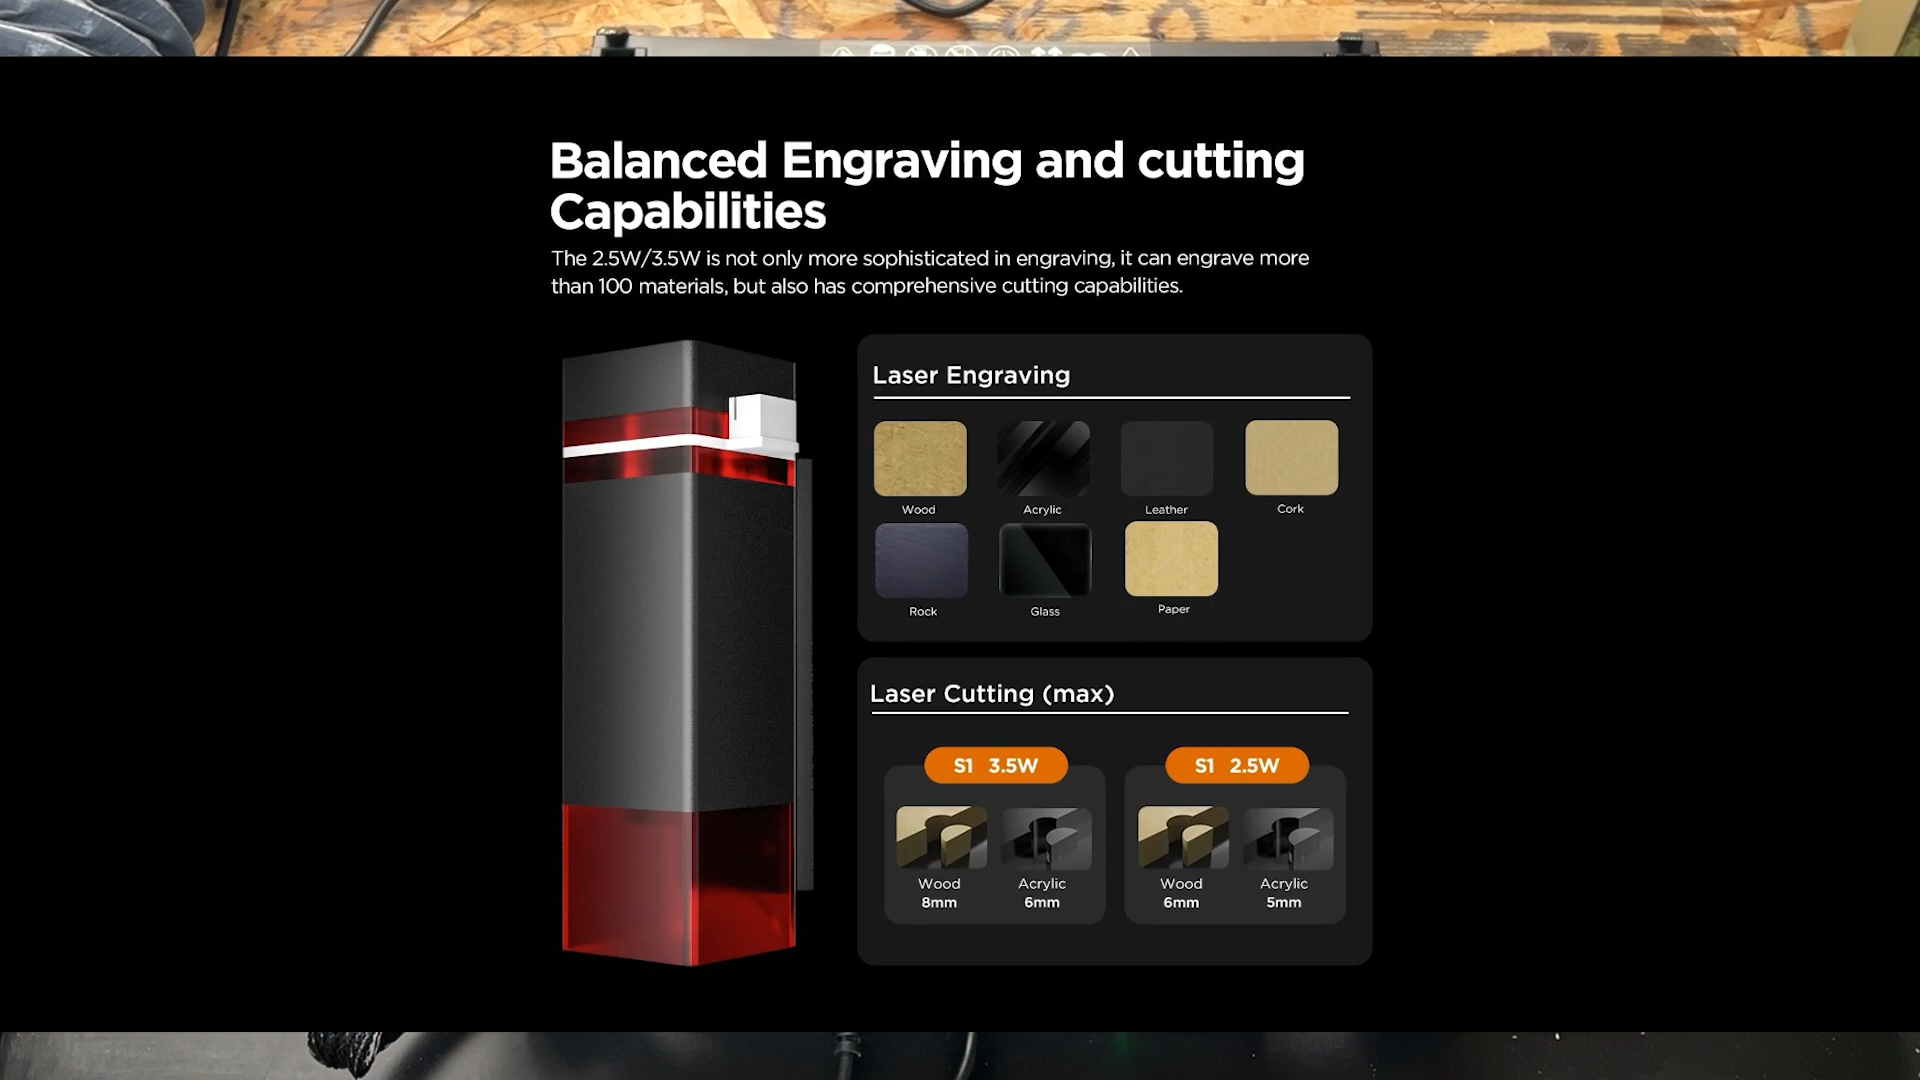 Balanced Engraving and cutting
Capabilities
The 2.5W/3.5W is not only more sophisticated in engraving, it can engrave more
than 100 materials, but also has comprehensive cutting capabilities.
Laser Engraving
Wood
Acrylic
Leather
Cork
Rock
Glass
Paper
Laser Cutting (max)
S1 3.5W
Wood
8mm
Acrylic
6mm
S1 2.5W
Wood
6mm
Acrylic
5mm